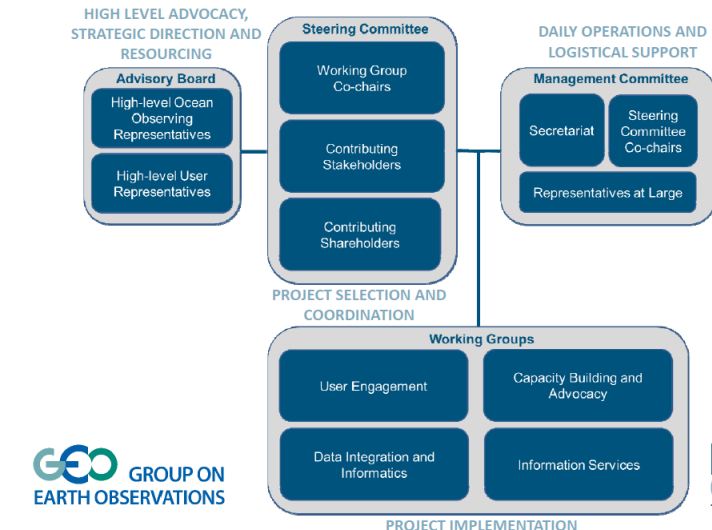 HIGH LEVEL ADVOCACY,
STRATEGIC DIRECTION AND
RESOURCING
Advisory Board
High-level Ocean
Observing
Representatives
High-level User
Representatives
Steering Committee
Working Group
Co-chairs
Contributing
Stakeholders
Contributing
Shareholders
PROJECT SELECTION AND
COORDINATION
DAILY OPERATIONS AND
LOGISTICAL SUPPORT
Management Committee
Secretariat
Steering
Committee
Co-chairs
Representatives at Large
Working Groups
User Engagement
Capacity Building and
Advocacy
Data Integration and
Informatics
Information Services
PROJECT IMPLEMENTATION
GEO GROUP ON
EARTH OBSERVATIONS